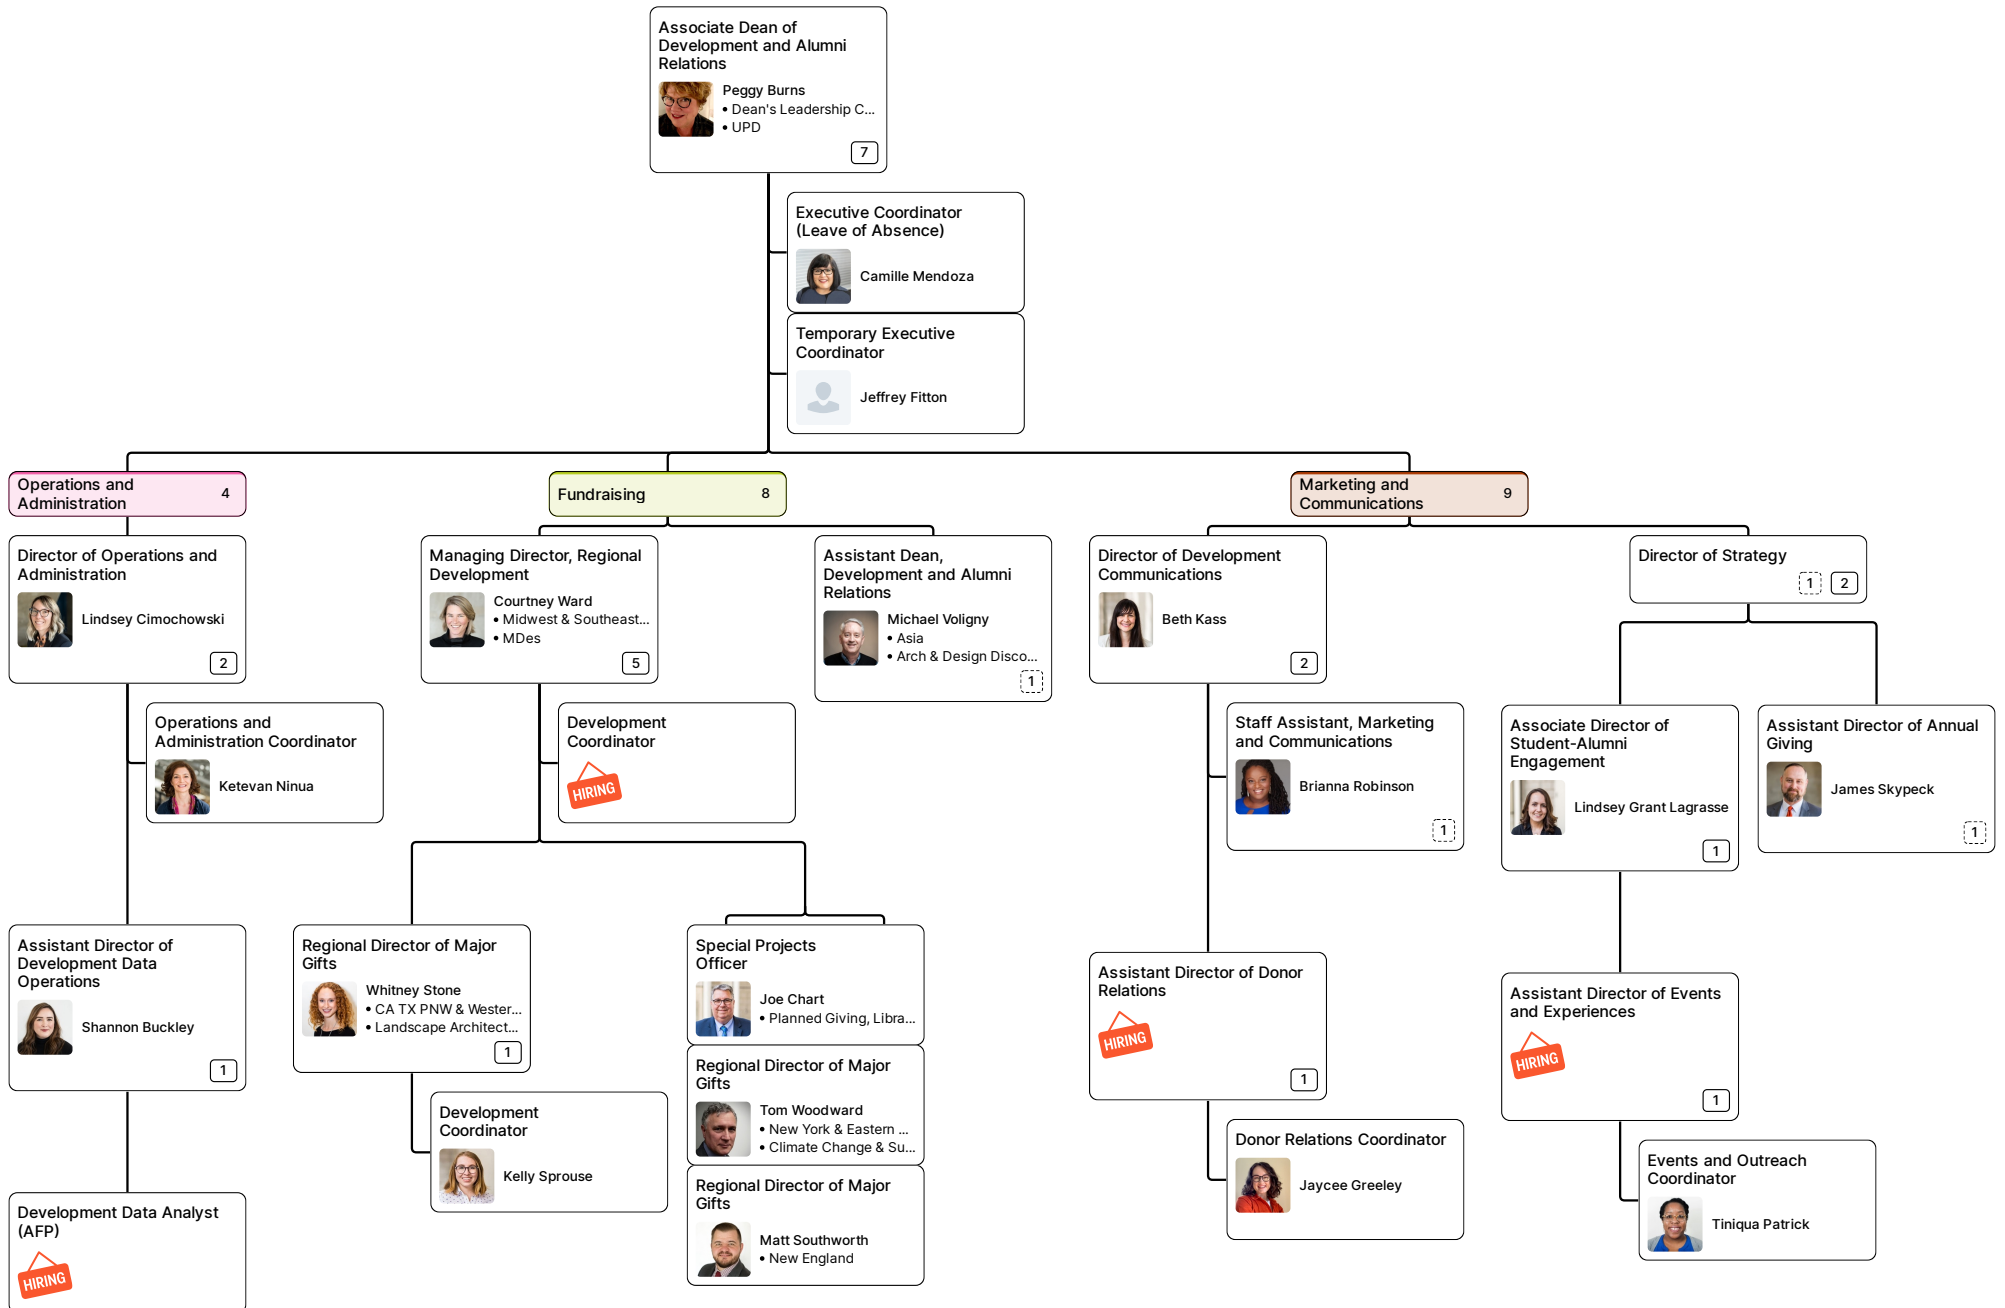 Associate Dean of
Development and Alumni
Relations
Peggy Burns
• Dean's Leadership C...
• UPD
7
Executive Coordinator
(Leave of Absence)
Camille Mendoza
Temporary Executive
Coordinator
Jeffrey Fitton
Operations and
Administration
4
Fundraising
8
Marketing and
Communications
9
Director of Operations and
Administration
Lindsey Cimochowski
2
Managing Director, Regional
Development
Courtney Ward
• Midwest & Southeast...
• MDes
5
Assistant Dean,
Development and Alumni
Relations
Michael Voligny
• Asia
• Arch & Design Disco...
1
Director of Development
Communications
Beth Kass
2
Director of Strategy
1
2
Operations and
Administration Coordinator
Ketevan Ninua
Development
Coordinator
HIRING
Staff Assistant, Marketing
and Communications
Brianna Robinson
1
Associate Director of
Student-Alumni
Engagement
Lindsey Grant Lagrasse
1
Assistant Director of Annual
Giving
James Skypeck
1
Assistant Director of
Development Data
Operations
Shannon Buckley
1
Regional Director of Major
Gifts
Whitney Stone
• CA TX PNW & Wester...
• Landscape Architect...
1
Special Projects
Officer
Joe Chart
• Planned Giving, Libra...
Regional Director of Major
Gifts
Tom Woodward
• New York & Eastern ...
• Climate Change & Su...
Regional Director of Major
Gifts
Matt Southworth
• New England
Assistant Director of Donor
Relations
HIRING
1
Assistant Director of Events
and Experiences
HIRING
1
Development
Coordinator
Kelly Sprouse
Donor Relations Coordinator
Jaycee Greeley
Events and Outreach
Coordinator
Tiniqua Patrick
Development Data Analyst
(AFP)
HIRING